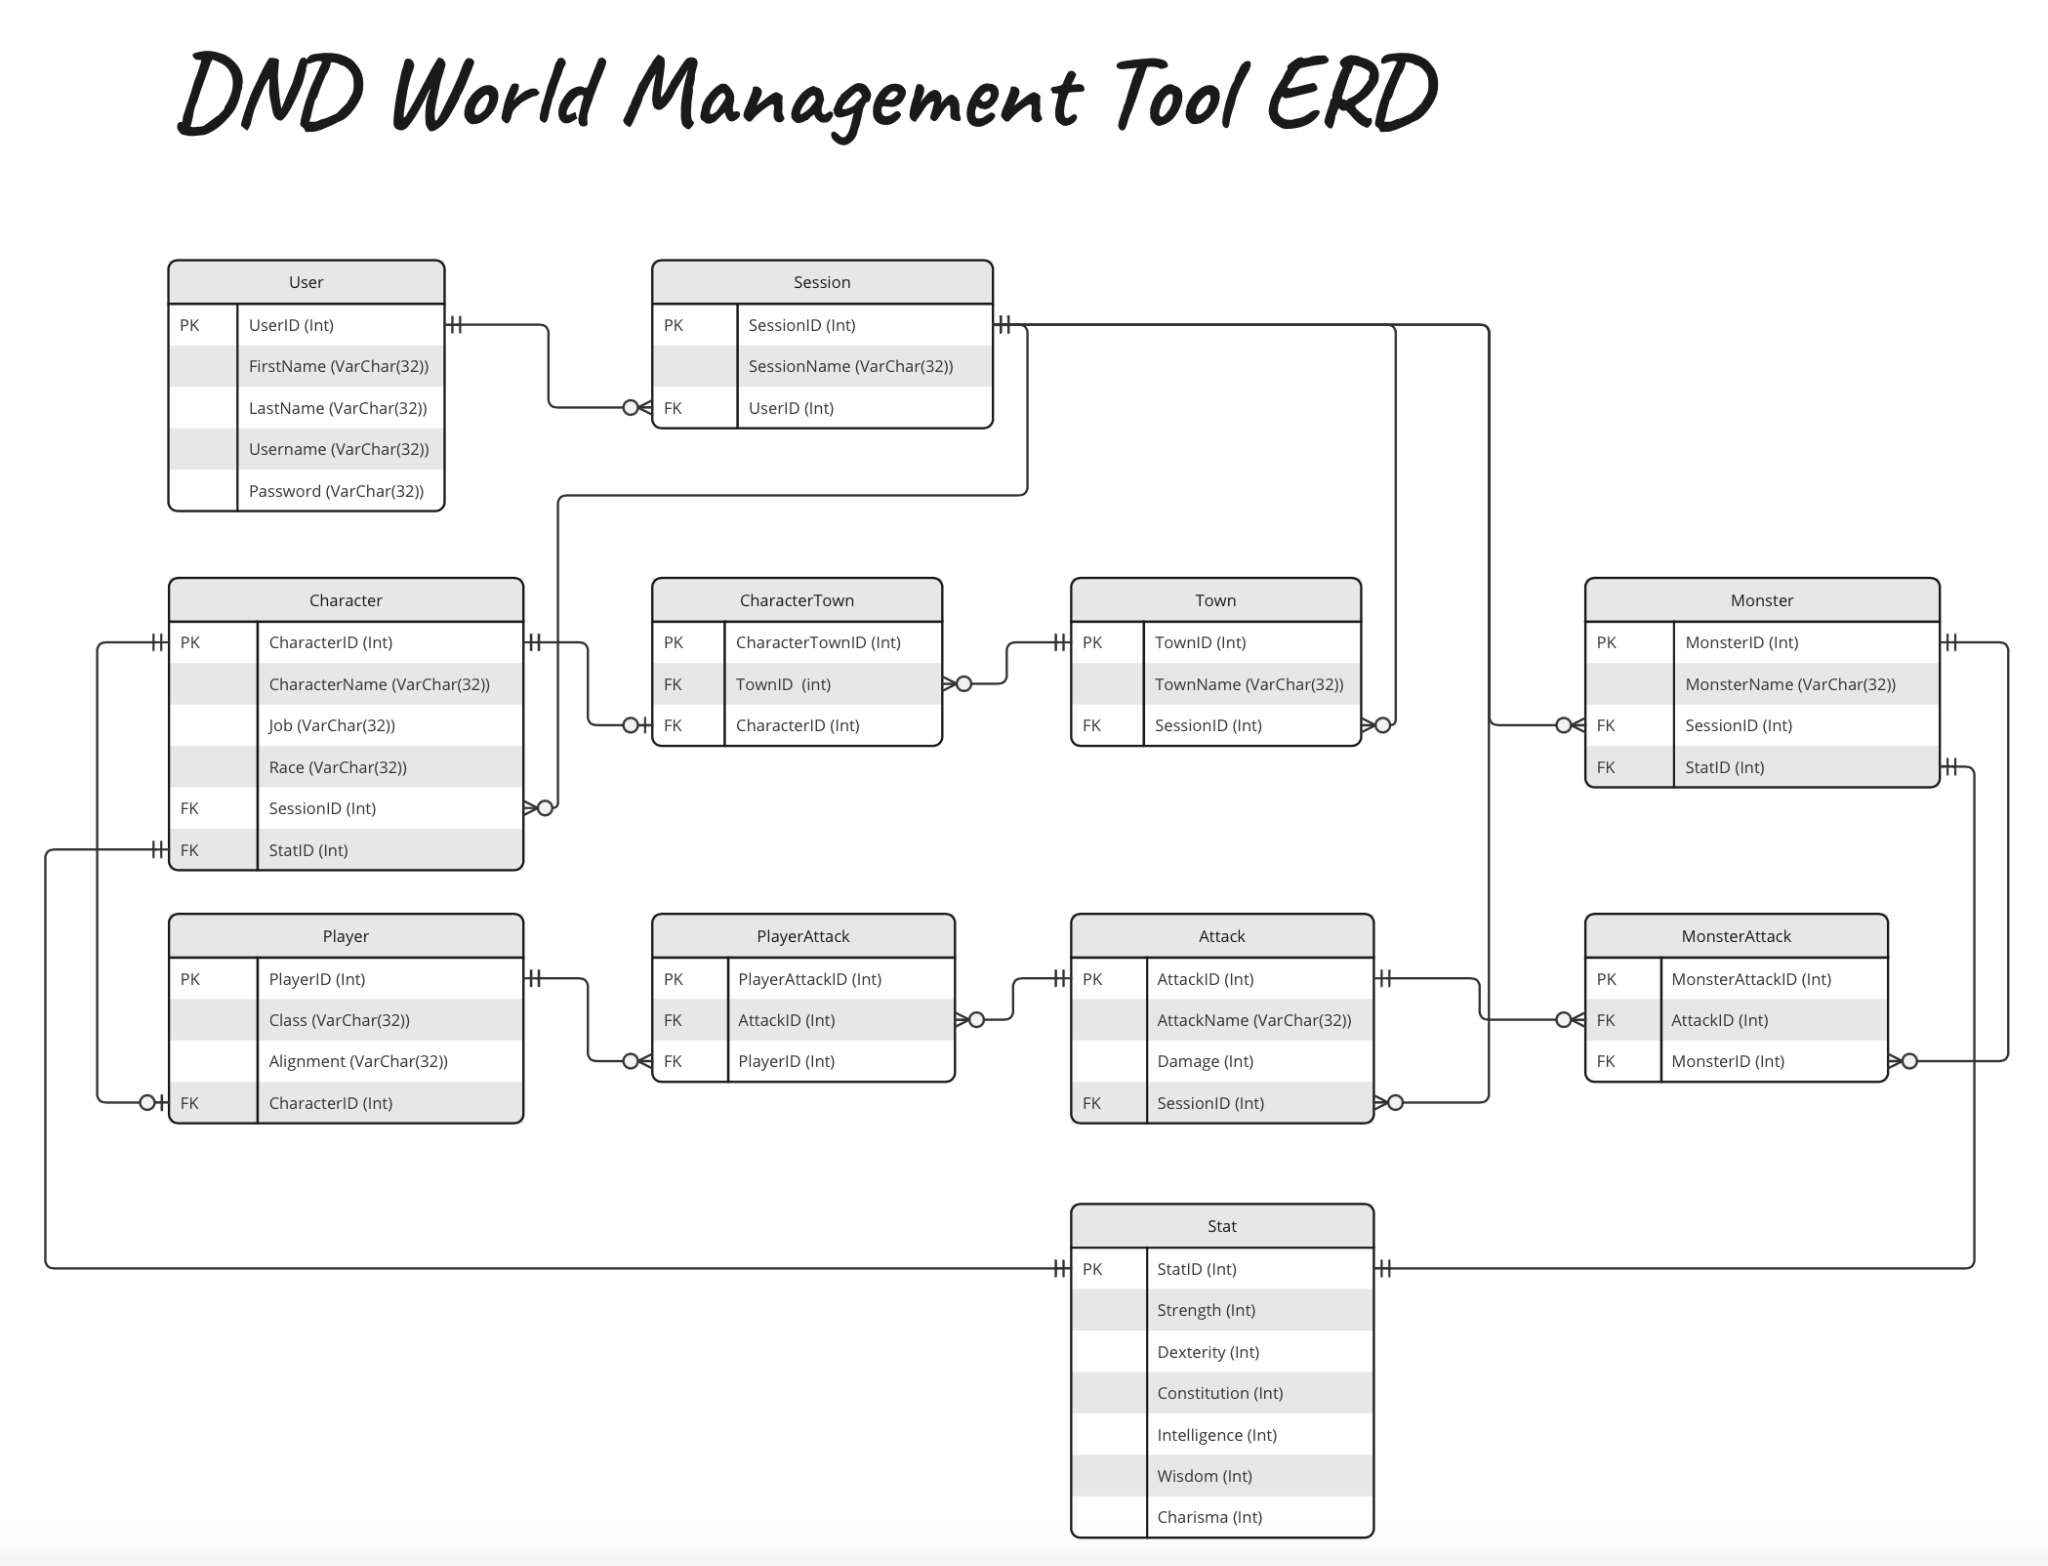 DND World Management Tool ERD
User
PK UserID (Int)
FirstName (VarChar(32))
LastName (VarChar(32))
Username (VarChar(32))
Password (VarChar(32))
Session
PK SessionID (Int)
SessionName (VarChar(32))
FK UserID (Int)
Character
PK CharacterID (Int)
CharacterName (VarChar(32))
Job (VarChar(32))
Race (VarChar(32))
FK SessionID (Int)
FK StatID (Int)
CharacterTown
PK CharacterTownID (Int)
FK TownID (int)
FK CharacterID (Int)
Town
PK TownID (Int)
TownName (VarChar(32))
FK SessionID (Int)
Monster
PK MonsterID (Int)
MonsterName (VarChar(32))
FK SessionID (Int)
FK StatID (Int)
Player
PK PlayerID (Int)
Class (VarChar(32))
Alignment (VarChar(32))
FK CharacterID (Int)
PlayerAttack
PK PlayerAttackID (Int)
FK AttackID (Int)
FK PlayerID (Int)
Attack
PK AttackID (Int)
AttackName (VarChar(32))
Damage (Int)
FK SessionID (Int)
MonsterAttack
PK MonsterAttackID (Int)
FK AttackID (Int)
FK MonsterID (Int)
Stat
PK StatID (Int)
Strength (Int)
Dexterity (Int)
Constitution (Int)
Intelligence (Int)
Wisdom (Int)
Charisma (Int)